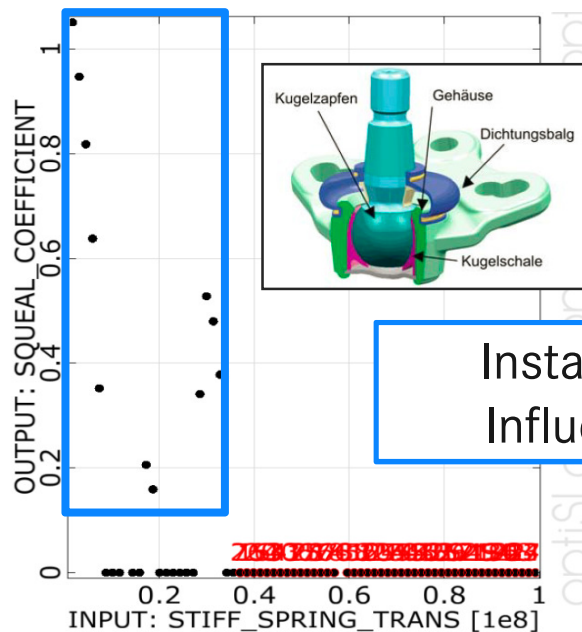 1
0.8
0.6
0.4
0.2
0
OUTPUT: SQUEAL_COEFFICIENT
Kugelzapfen
Gehäuse
Dichtungsbalg
Kugelschale
Insta
Influe
0.2
0.4
0.6
0.8
1
INPUT: STIFF_SPRING_TRANS [1e8]